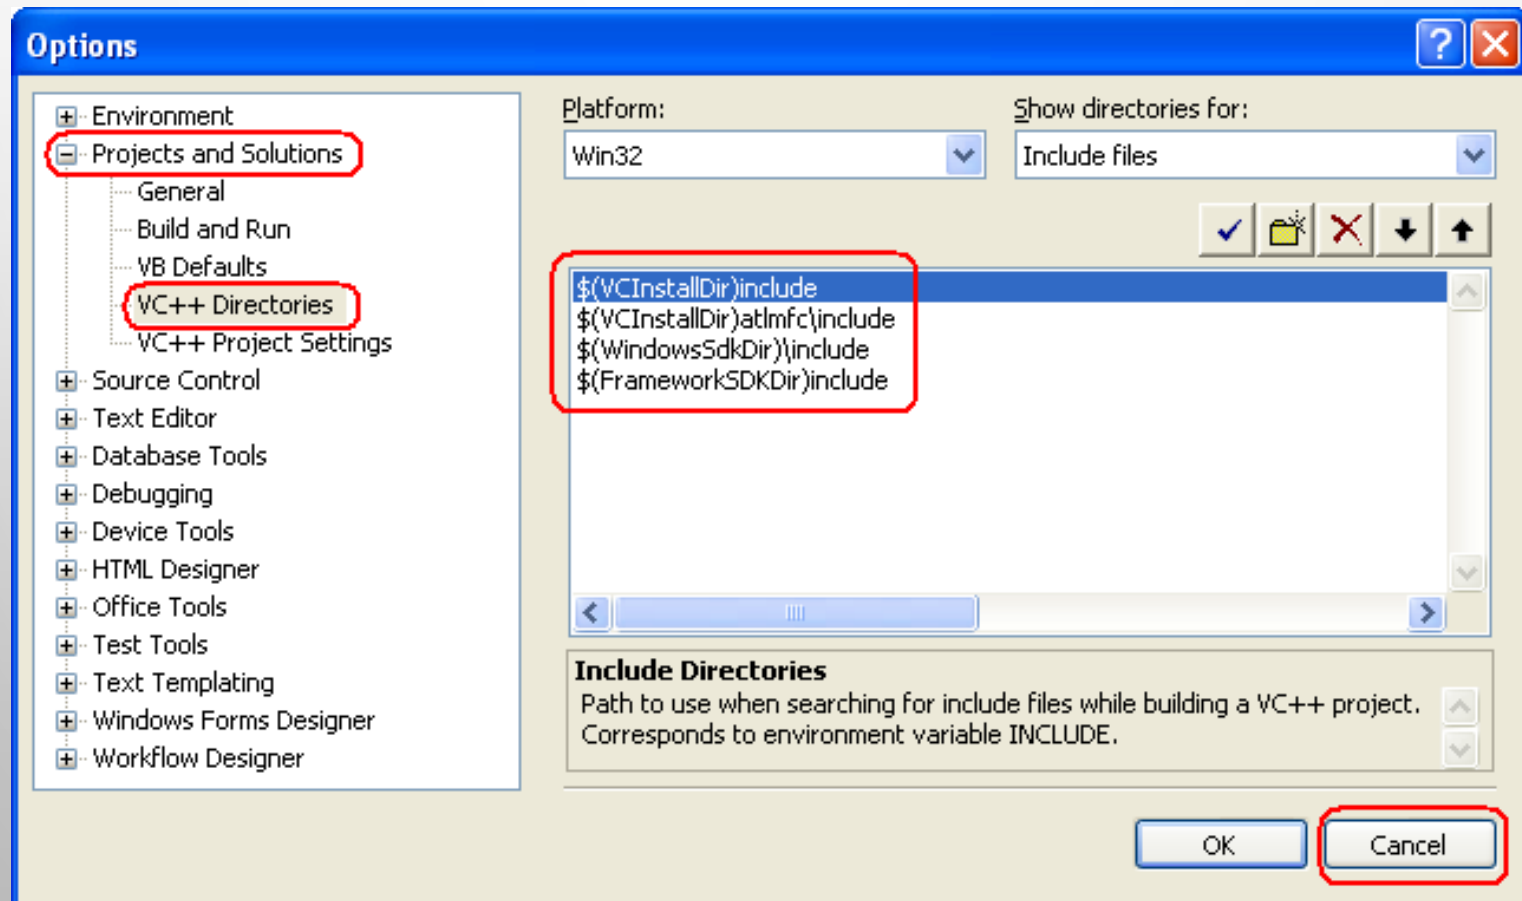 Options
Environment
Projects and Solutions
General
Build and Run
VB Defaults
VC++ Directories
VC++ Project Settings
Source Control
Text Editor
Database Tools
Debugging
Device Tools
HTML Designer
Office Tools
Test Tools
Text Templating
Windows Forms Designer
Workflow Designer
Platform:
Win32
Show directories for:
Include files
$(VCInstallDir)include
$(VCInstallDir)atlmfc\include
$(WindowsSdkDir)\include
$(FrameworkSDKDir)include
Include Directories
Path to use when searching for include files while building a VC++ project.
Corresponds to environment variable INCLUDE.
OK
Cancel